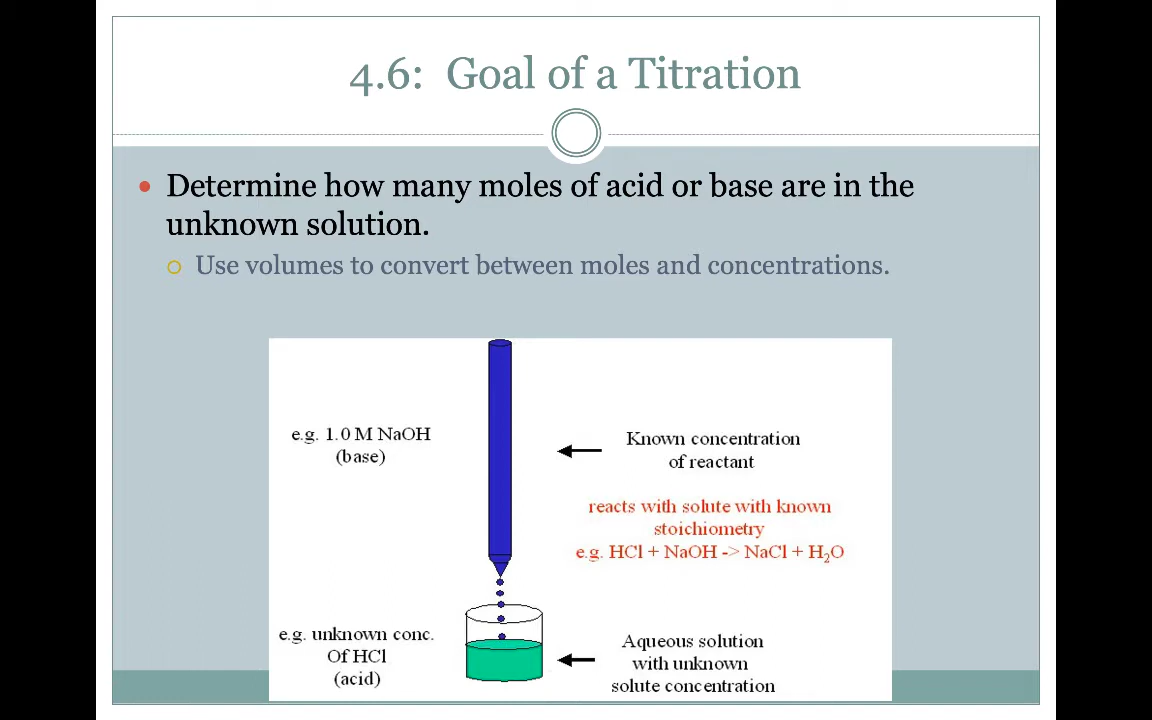 4.6: Goal of a Titration
Determine how many moles of acid or base are in the
unknown solution.
Use volumes to convert between moles and concentrations.
e.g. 1.0 M NaOH
(base)
Known concentration
of reactant
reacts with solute with known
stoichiometry
e.g. HCl + NaOH -> NaCl + H₂O
e.g. unknown conc.
Of HCl
(acid)
Aqueous solution
with unknown
solute concentration